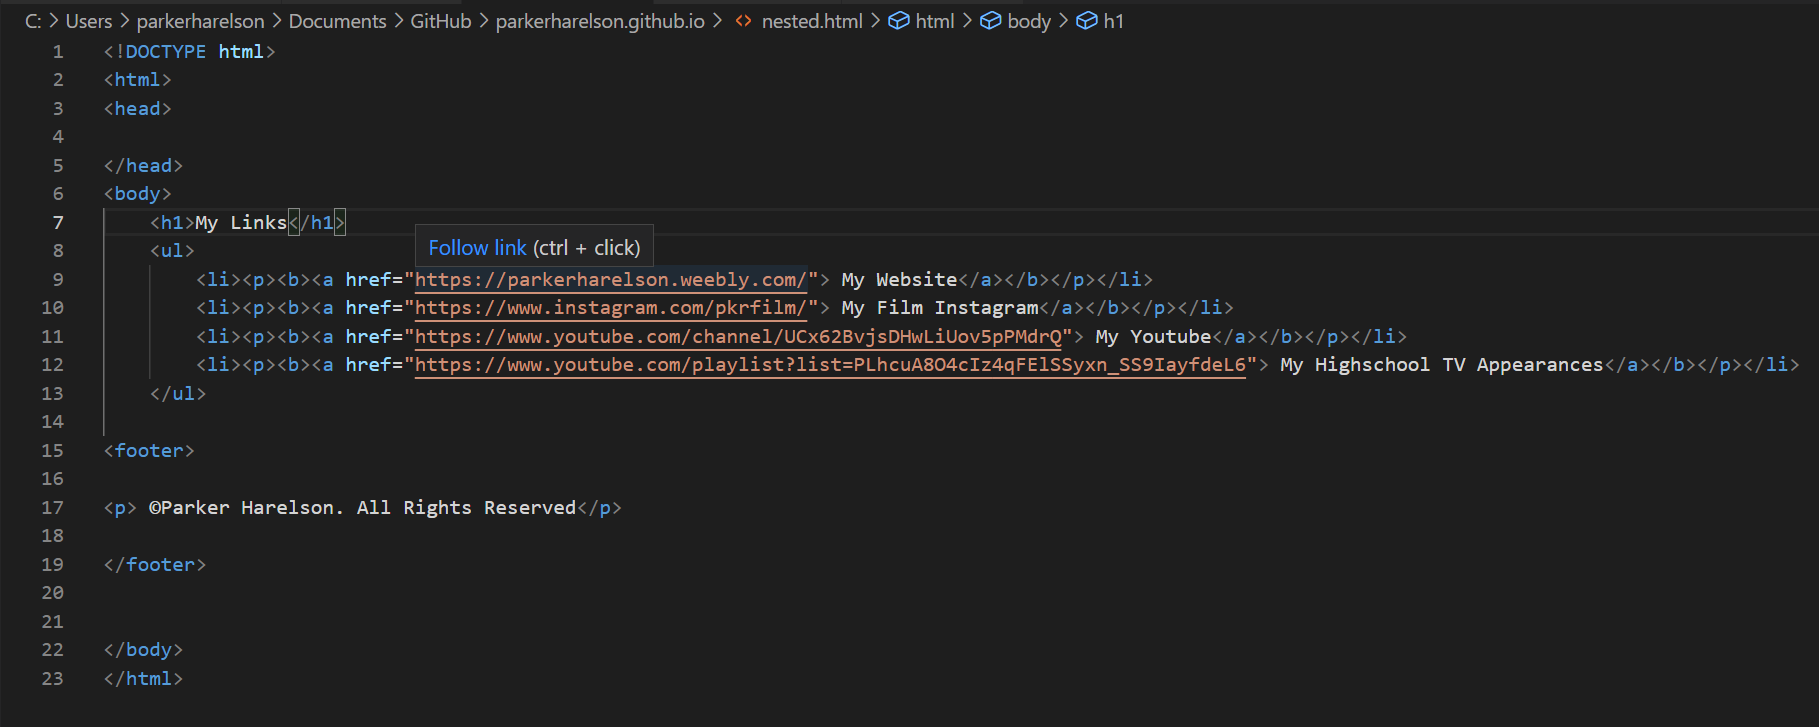 C: > Users > parkerharelson > Documents > GitHub > parkerharelson.github.io > <> nested.html > html > body > h1
1 <!DOCTYPE html>
2 <html>
3 <head>
4
5 </head>
6 <body>
7 <h1>My Links</h1>
8 <ul>
Follow link (ctrl + click)
9 <li><p><b><a href="https://parkerharelson.weebly.com/"> My Website</a></b></p></li>
10 <li><p><b><a href="https://www.instagram.com/pkrfilm/"> My Film Instagram</a></b></p></li>
11 <li><p><b><a href="https://www.youtube.com/channel/UCx62BvjsDHwLiUov5pPMdrQ"> My Youtube</a></b></p></li>
12 <li><p><b><a href="https://www.youtube.com/playlist?list=PLhcuA8O4cIz4qFElSSyxn_SS9IayfdeL6"> My Highschool TV Appearances</a></b></p></li>
13 </ul>
14
15 <footer>
16
17 <p> ©Parker Harelson. All Rights Reserved</p>
18
19 </footer>
20
21
22 </body>
23 </html>